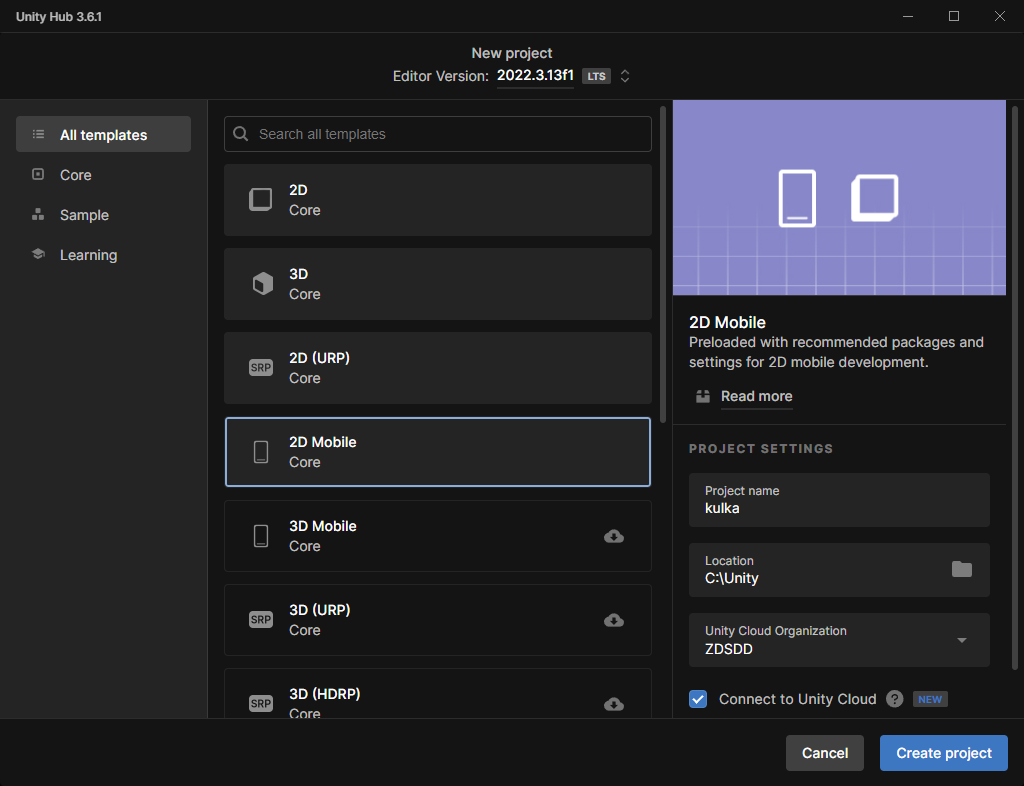 Unity Hub 3.6.1
New project
Editor Version: 2022.3.13f1 LTS
All templates
Core
Sample
Learning
Search all templates
2D
Core
3D
Core
SRP
2D (URP)
Core
2D Mobile
Core
3D Mobile
Core
SRP
3D (URP)
Core
SRP
3D (HDRP)
Core
2D Mobile
Preloaded with recommended packages and
settings for 2D mobile development.
Read more
PROJECT SETTINGS
Project name
kulka
Location
C:\Unity
Unity Cloud Organization
ZDSDD
Connect to Unity Cloud ? NEW
Cancel
Create project